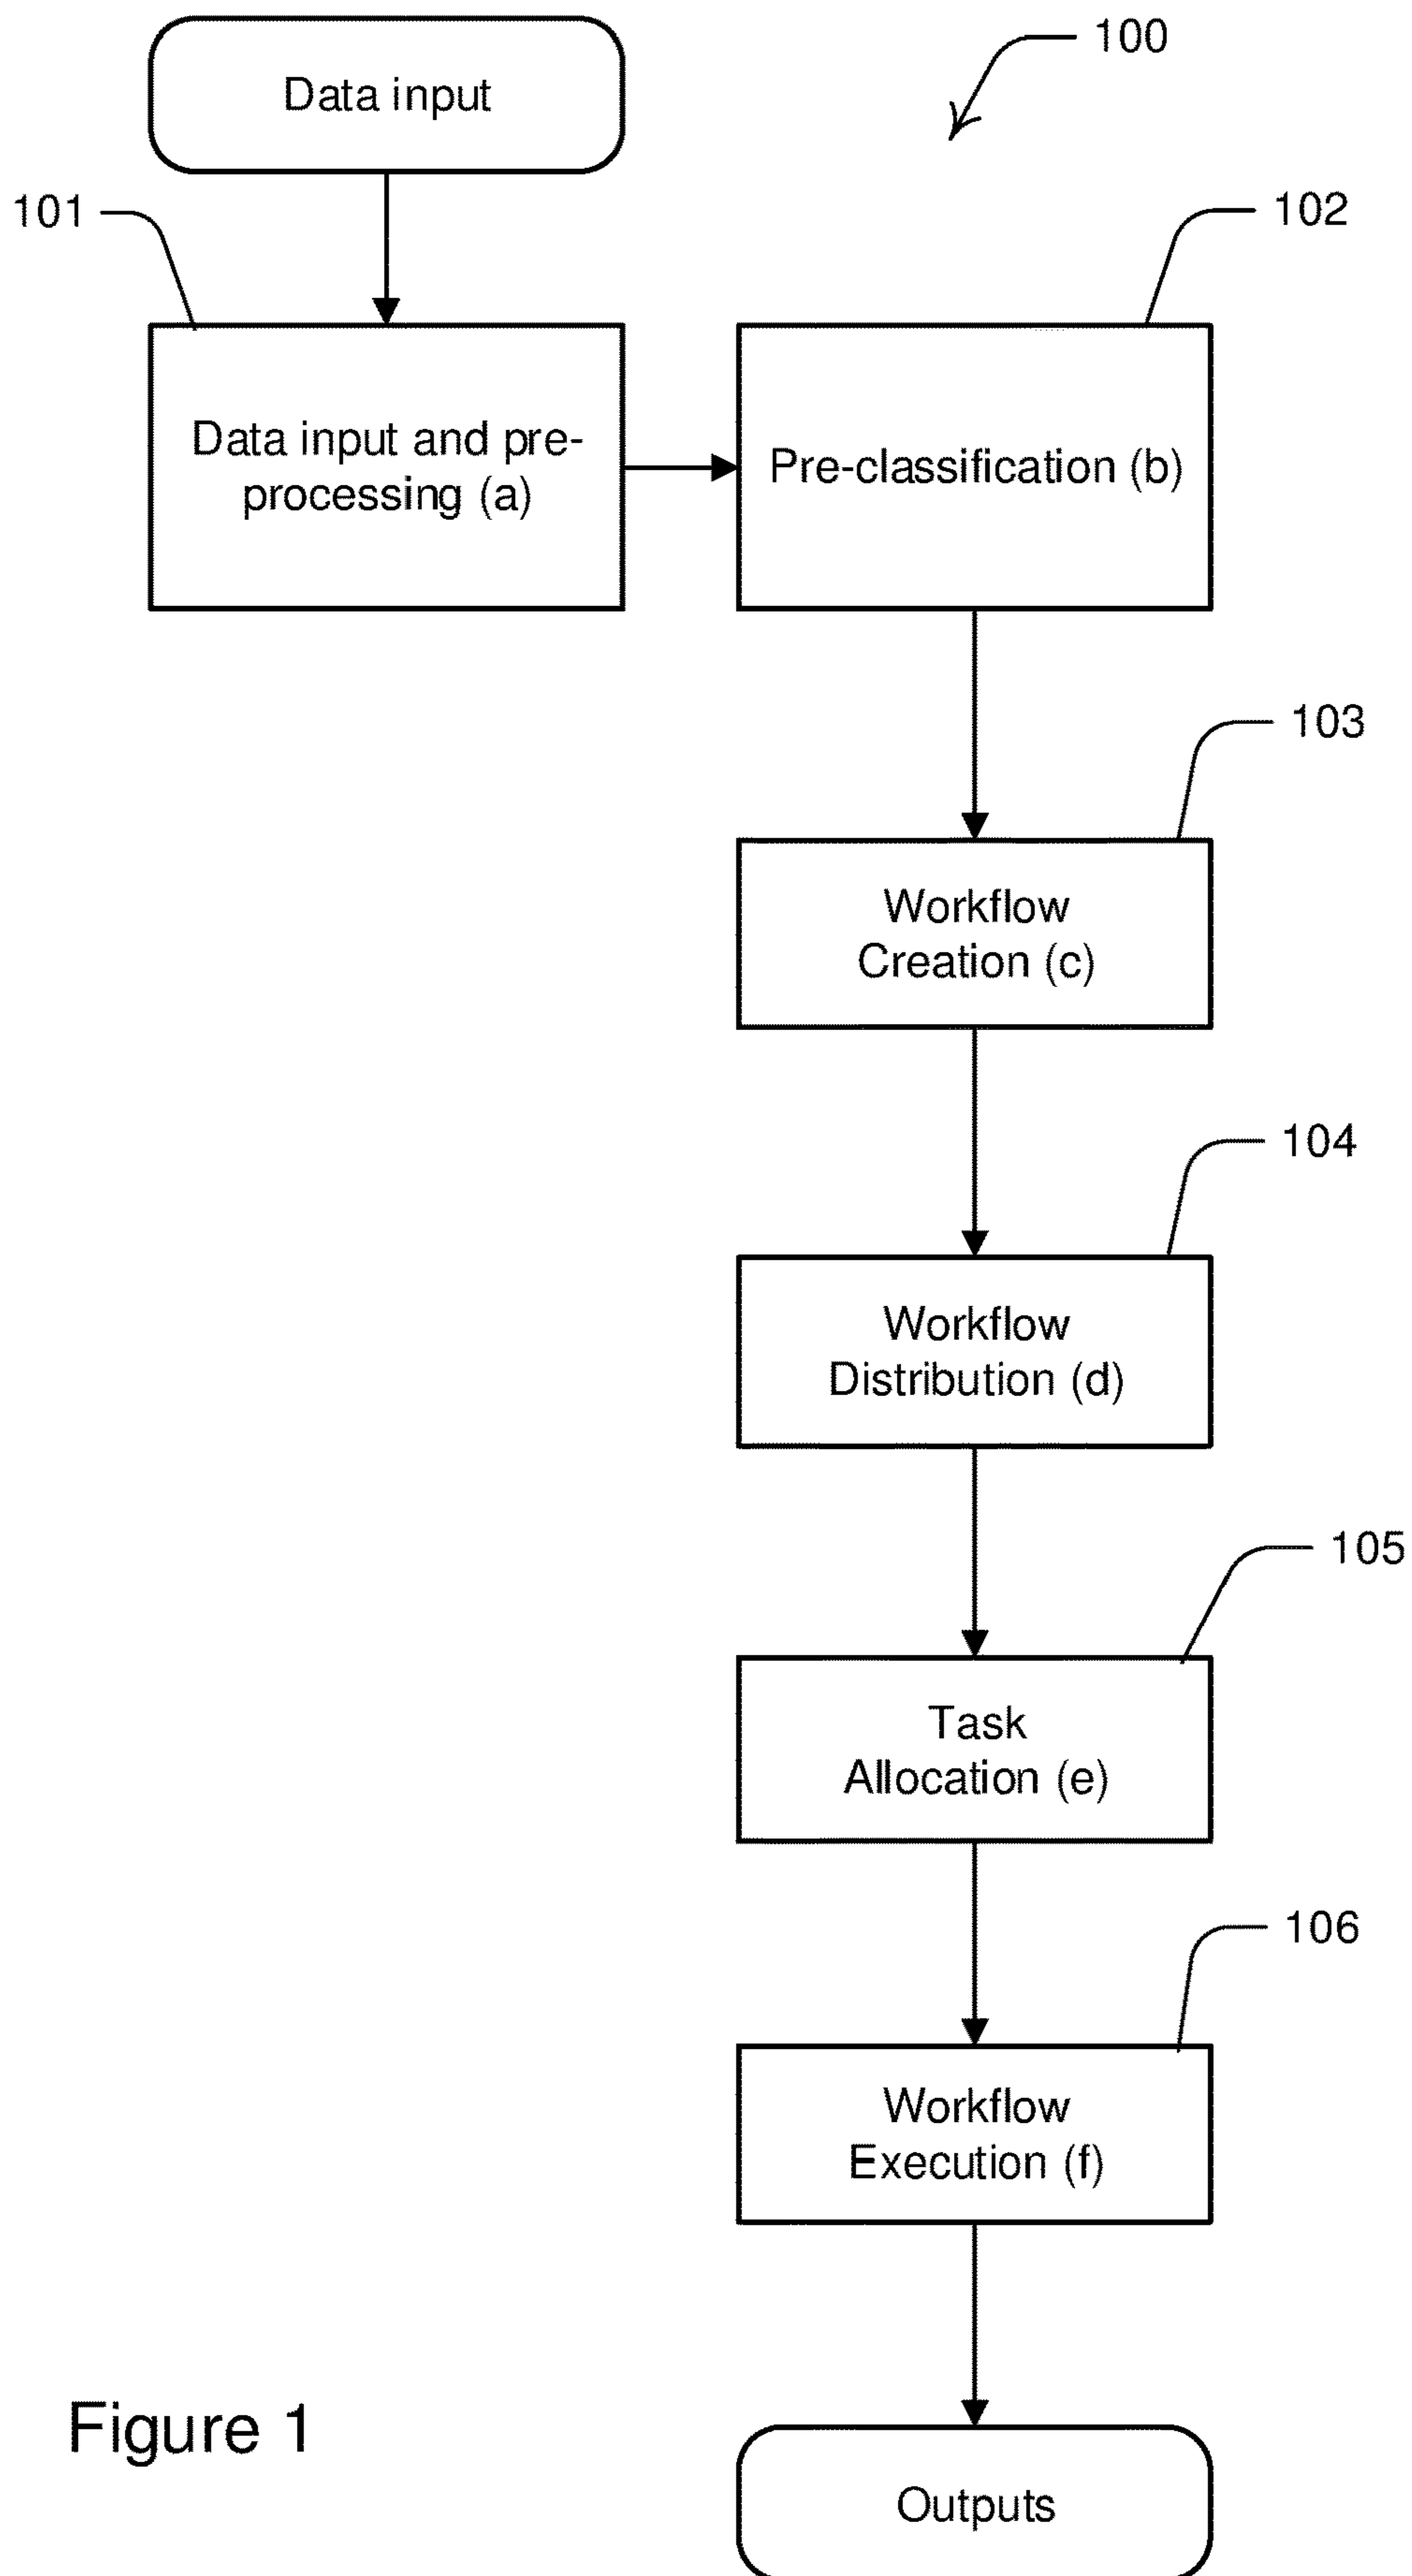 Data input
100
101
102
Data input and pre-
processing (a)
Pre-classification (b)
103
Workflow
Creation (c)
104
Workflow
Distribution (d)
105
Task
Allocation (e)
106
Workflow
Execution (f)
Figure 1
Outputs